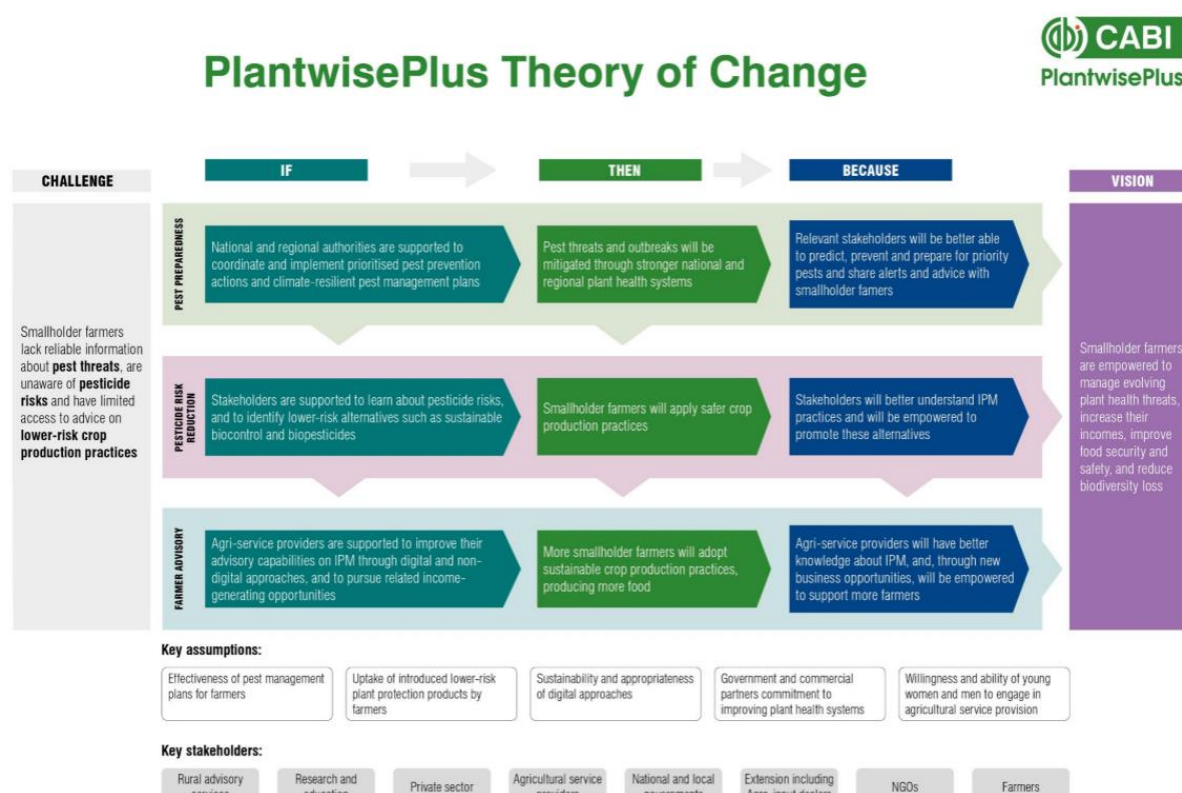 PlantwisePlus Theory of Change
CABI
PlantwisePlus
CHALLENGE
IF
THEN
BECAUSE
VISION
Smallholder farmers
lack reliable information
about pest threats, are
unaware of pesticide
risks and have limited
access to advice on
lower-risk crop
production practices
PEST PREPAREDNESS
National and regional authorities are supported to
coordinate and implement prioritised pest prevention
actions and climate-resilient pest management plans
Pest threats and outbreaks will be
mitigated through stronger national and
regional plant health systems
Relevant stakeholders will be better able
to predict, prevent and prepare for priority
pests and share alerts and advice with
smallholder famers
PESTICIDE RISK
REDUCTION
Stakeholders are supported to learn about pesticide risks,
and to identify lower-risk alternatives such as sustainable
biocontrol and biopesticides
Smallholder farmers will apply safer crop
production practices
Stakeholders will better understand IPM
practices and will be empowered to
promote these alternatives
FARMER ADVISORY
Agri-service providers are supported to improve their
advisory capabilities on IPM through digital and non-
digital approaches, and to pursue related income-
generating opportunities
More smallholder farmers will adopt
sustainable crop production practices,
producing more food
Agri-service providers will have better
knowledge about IPM, and, through new
business opportunities, will be empowered
to support more farmers
Smallholder farmers
are empowered to
manage evolving
plant health threats,
increase their
incomes, improve
food security and
safety, and reduce
biodiversity loss
Key assumptions:
Effectiveness of pest management
plans for farmers
Uptake of introduced lower-risk
plant protection products by
farmers
Sustainability and appropriateness
of digital approaches
Government and commercial
partners commitment to
improving plant health systems
Willingness and ability of young
women and men to engage in
agricultural service provision
Key stakeholders:
Rural advisory
Research and
Private sector
Agricultural service
National and local
Extension including
NGOs
Farmers